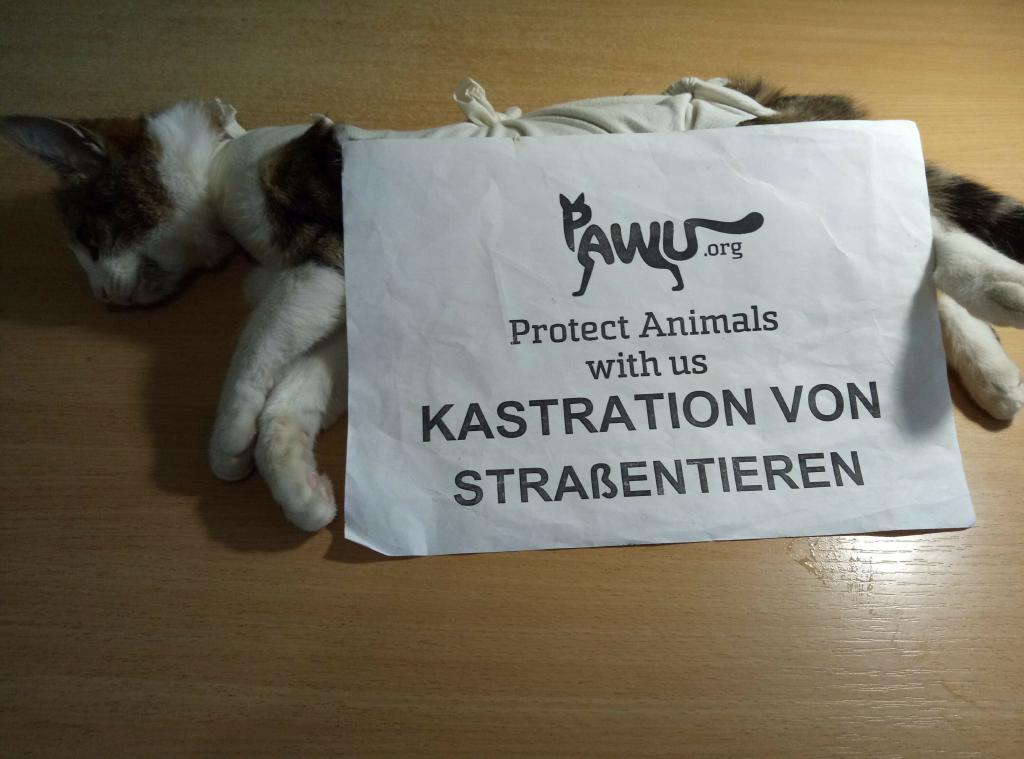 PAWU.org
Protect Animals
with us
KASTRATION VON
STRAßENTIEREN